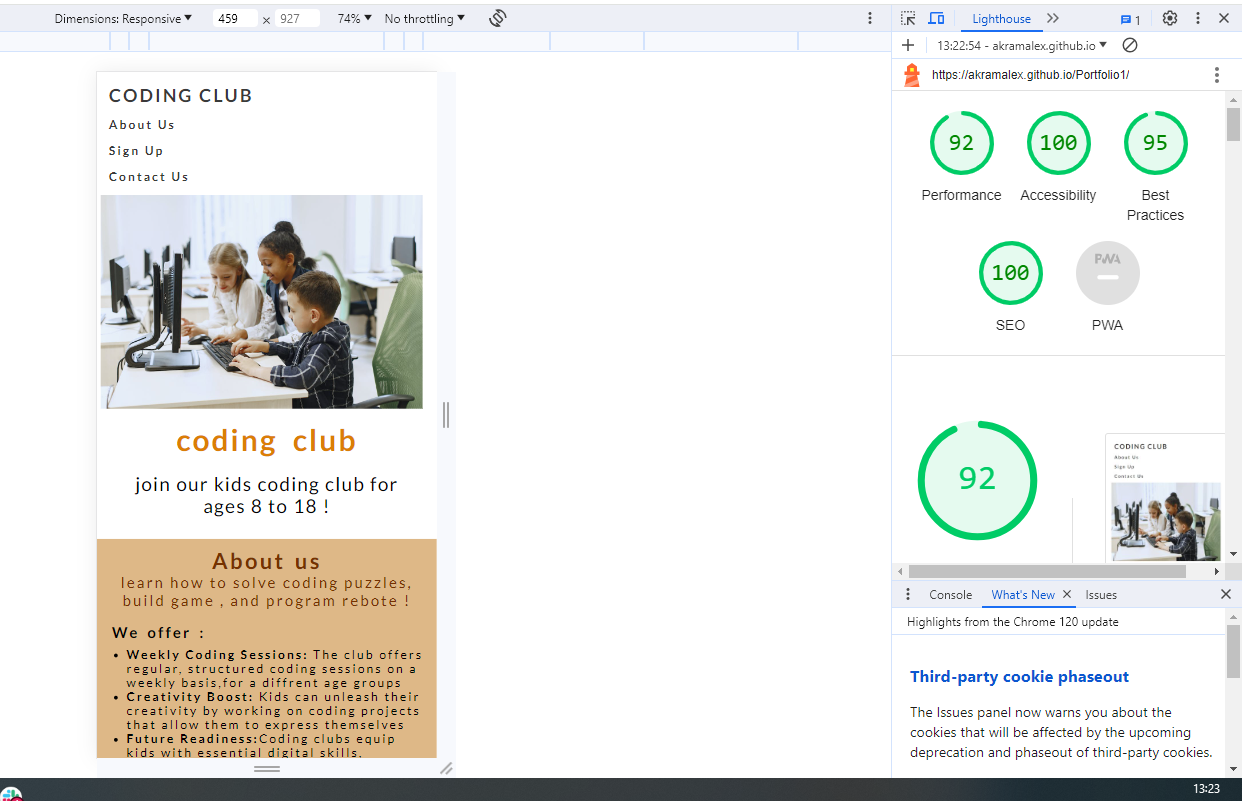 Dimensions: Responsive 459 × 927 74% No throttling
Lighthouse 1
13:22:54 - akramalex.github.io
https://akramalex.github.io/Portfolio1/
CODING CLUB
About Us
Sign Up
Contact Us
coding club
join our kids coding club for
ages 8 to 18 !
About us
learn how to solve coding puzzles,
build game , and program rebote !
We offer :
• Weekly Coding Sessions: The club offers
regular, structured coding sessions on a
weekly basis,for a diffrent age groups
• Creativity Boost: Kids can unleash their
creativity by working on coding projects
that allow them to express themselves
• Future Readiness:Coding clubs equip
kids with essential digital skills,
92 100 95
Performance Accessibility Best
Practices
100 PWA
SEO PWA
92
CODING CLUB
About Us
Sign Up
Contact Us
Console What's New Issues
Highlights from the Chrome 120 update
Third-party cookie phaseout
The Issues panel now warns you about the
cookies that will be affected by the upcoming
deprecation and phaseout of third-party cookies.
13:23